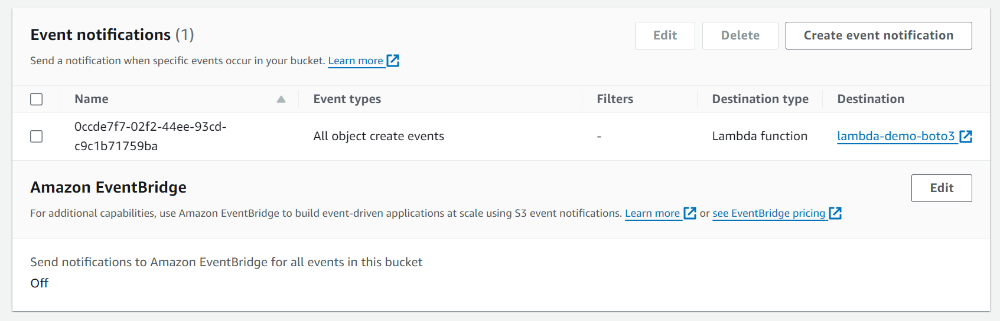 Event notifications (1)
Edit
Delete
Create event notification
Send a notification when specific events occur in your bucket. Learn more
Name
Event types
Filters
Destination type
Destination
0ccde7f7-02f2-44ee-93cd-
c9c1b71759ba
All object create events
-
Lambda function
lambda-demo-boto3
Amazon EventBridge
Edit
For additional capabilities, use Amazon EventBridge to build event-driven applications at scale using S3 event notifications. Learn more or see EventBridge pricing
Send notifications to Amazon EventBridge for all events in this bucket
Off